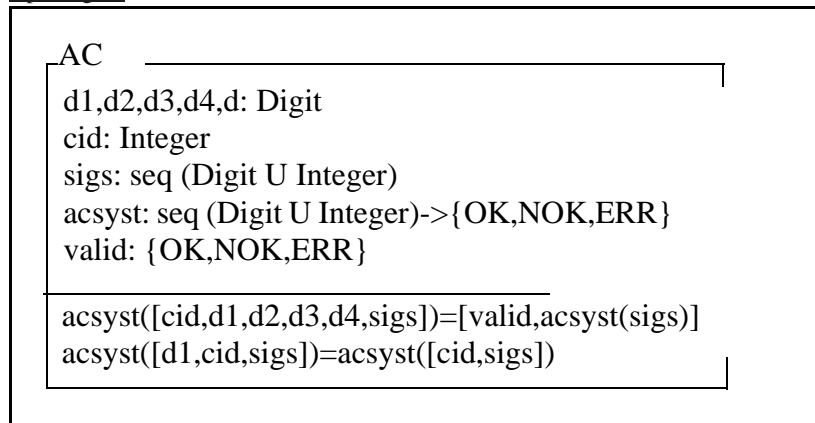 AC
d1,d2,d3,d4,d: Digit
cid: Integer
sigs: seq (Digit U Integer)
acsyst: seq (Digit U Integer)->{OK,NOK,ERR}
valid: {OK,NOK,ERR}
acsyst([cid,d1,d2,d3,d4,sigs])=[valid,acsyst(sigs)]
acsyst([d1,cid,sigs])=acsyst([cid,sigs])